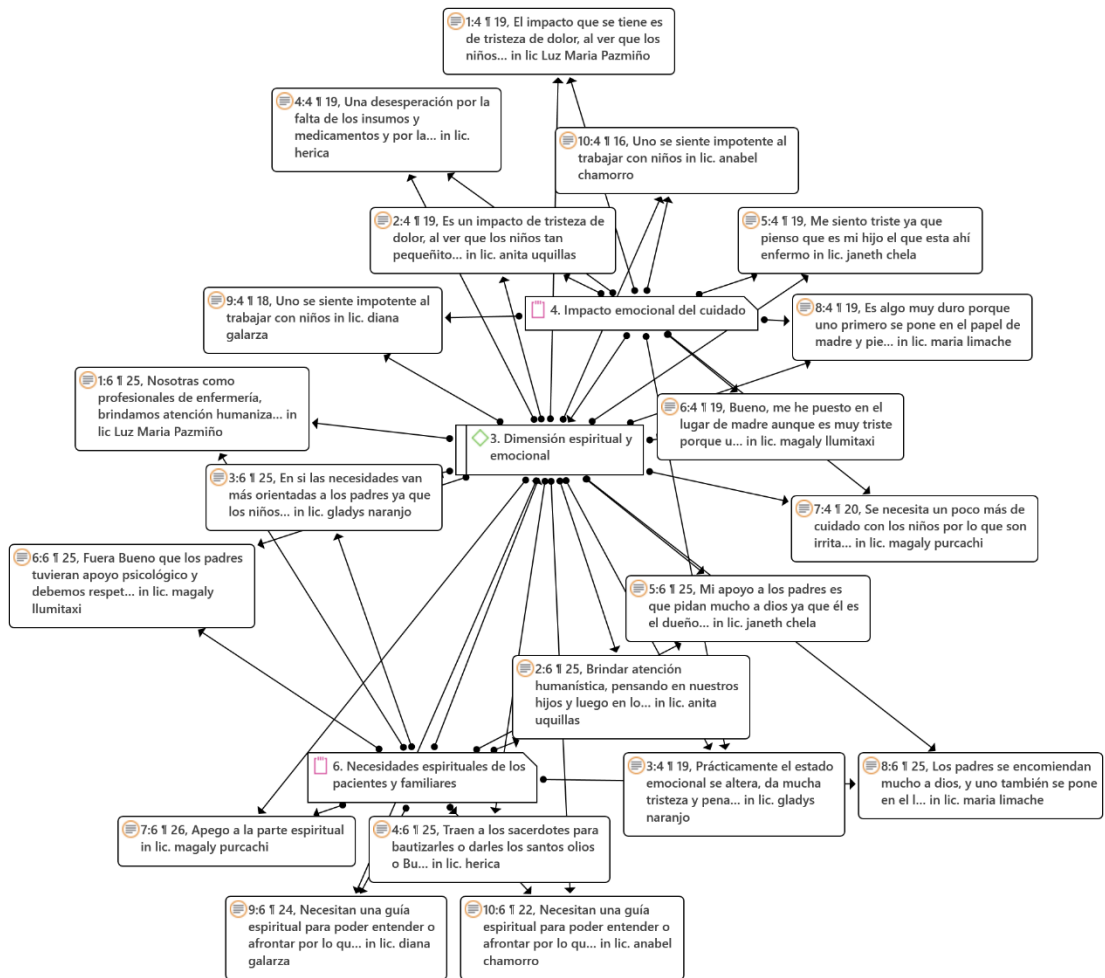 1:4 ¶ 19, El impacto que se tiene es
de tristeza de dolor, al ver que los
niños... in lic Luz Maria Pazmiño
4:4 ¶ 19, Una desesperación por la
falta de los insumos y
medicamentos y por la... in lic.
herica
10:4 ¶ 16, Uno se siente impotente al
trabajar con niños in lic. anabel
chamorro
2:4 ¶ 19, Es un impacto de tristeza de
dolor, al ver que los niños tan
pequeñito... in lic. anita uquillas
5:4 ¶ 19, Me siento triste ya que
pienso que es mi hijo el que esta ahí
enfermo in lic. janeth chela
9:4 ¶ 18, Uno se siente impotente al
trabajar con niños in lic. diana
galarza
4. Impacto emocional del cuidado
8:4 ¶ 19, Es algo muy duro porque
uno primero se pone en el papel de
madre y pie... in lic. maria limache
1:6 ¶ 25, Nosotras como
profesionales de enfermería,
brindamos atención humaniza... in
lic Luz Maria Pazmiño
6:4 ¶ 19, Bueno, me he puesto en el
lugar de madre aunque es muy triste
porque u... in lic. magaly llumitaxi
3. Dimensión espiritual y
emocional
3:6 ¶ 25, En si las necesidades van
más orientadas a los padres ya que
los niños... in lic. gladys naranjo
7:4 ¶ 20, Se necesita un poco más de
cuidado con los niños por lo que son
irrita... in lic. magaly purcachi
6:6 ¶ 25, Fuera Bueno que los padres
tuvieran apoyo psicológico y
debemos respet... in lic. magaly
llumitaxi
5:6 ¶ 25, Mi apoyo a los padres
es que pidan mucho a dios ya que él es
el dueño... in lic. janeth chela
2:6 ¶ 25, Brindar atención
humanística, pensando en nuestros
hijos y luego en lo... in lic. anita
uquillas
6. Necesidades espirituales de los
pacientes y familiares
3:4 ¶ 19, Prácticamente el estado
emocional se altera, da mucha
tristeza y pena... in lic. gladys
naranjo
8:6 ¶ 25, Los padres se encomiendan
mucho a dios, y uno también se pone
en el l... in lic. maria limache
7:6 ¶ 26, Apego a la parte espiritual
in lic. magaly purcachi
4:6 ¶ 25, Traen a los sacerdotes para
bautizarles o darles los santos olios
o Bu... in lic. herica
9:6 ¶ 24, Necesitan una guía
espiritual para poder entender o
afrontar por lo qu... in lic. diana
galarza
10:6 ¶ 22, Necesitan una guía
espiritual para poder entender o
afrontar por lo qu... in lic. anabel
chamorro